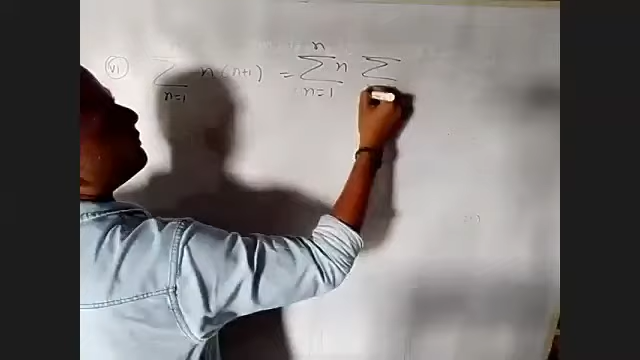 (vi) ∑_{n=1} n(n+1) = ∑_{n=1}^{n} n ∑